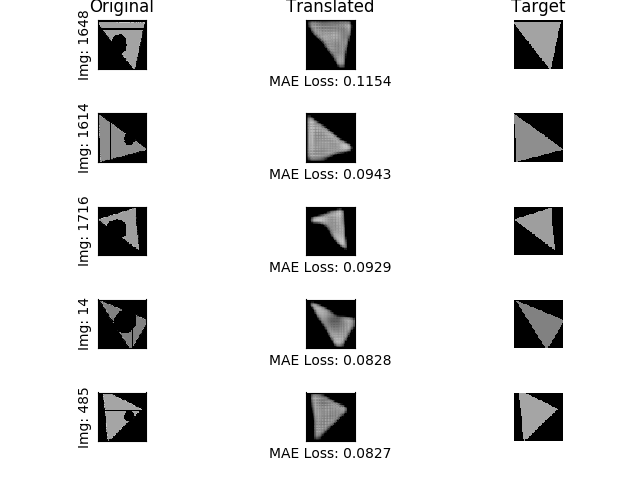 Original Translated Target
Img: 1648
MAE Loss: 0.1154
Img: 1614
MAE Loss: 0.0943
Img: 1716
MAE Loss: 0.0929
Img: 14
MAE Loss: 0.0828
Img: 485
MAE Loss: 0.0827